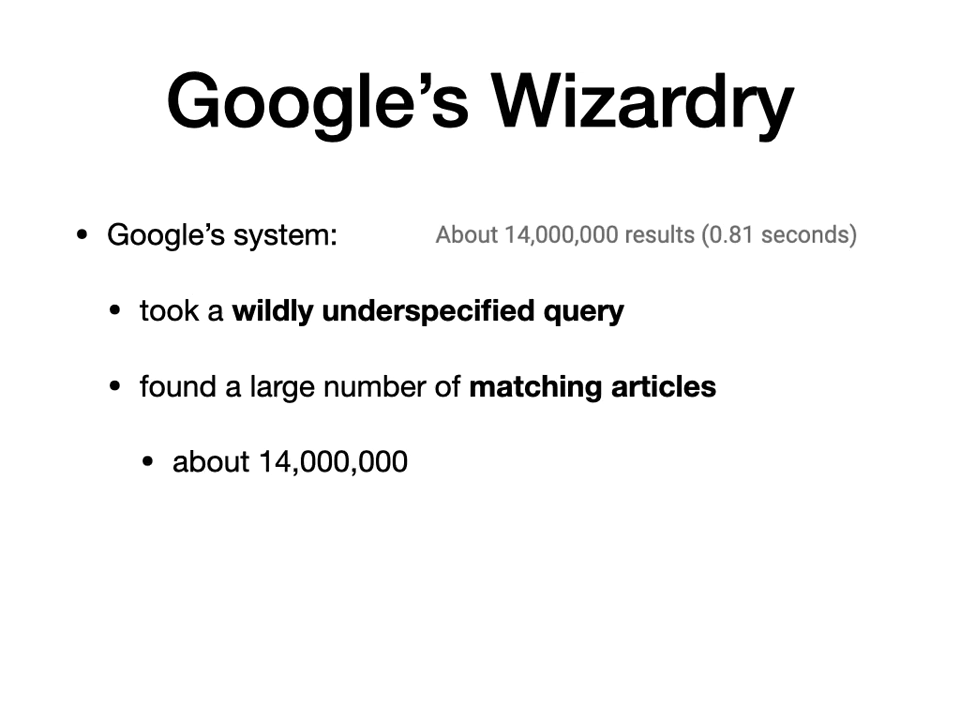 Google’s Wizardry
• Google’s system:
About 14,000,000 results (0.81 seconds)
• took a wildly underspecified query
• found a large number of matching articles
• about 14,000,000